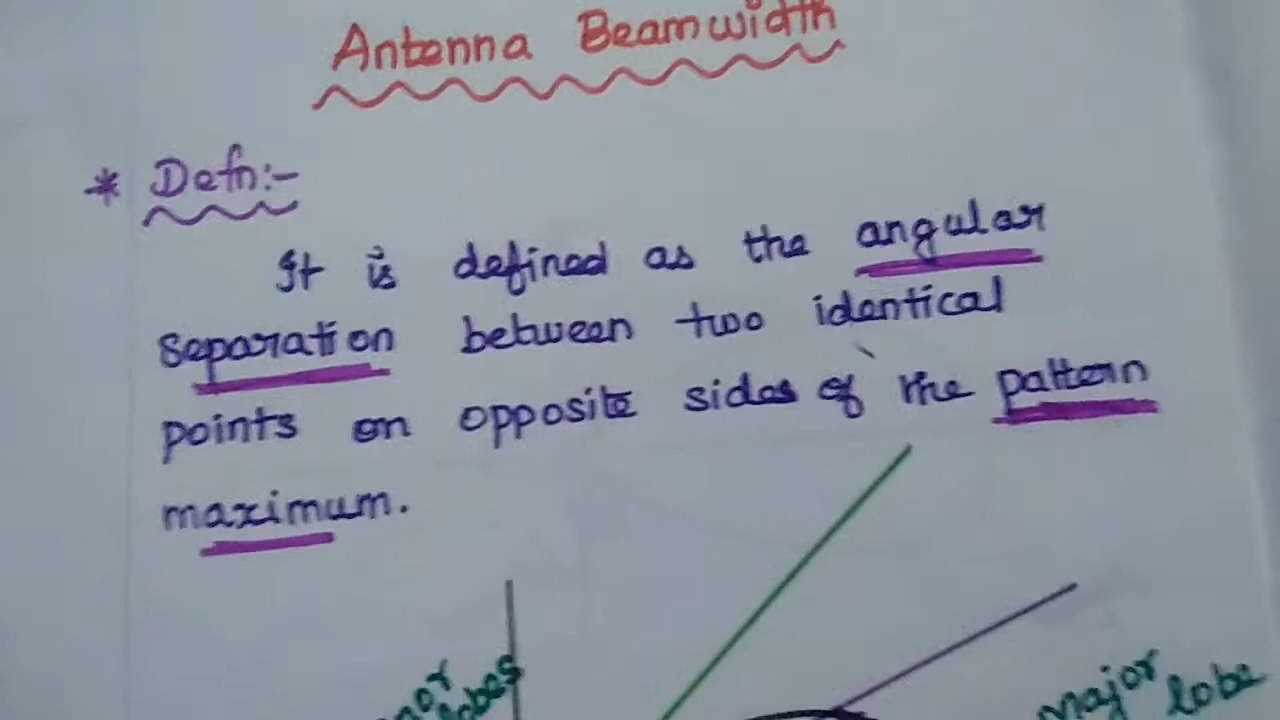 Antenna Beamwidth
* Defn:-
It is defined as the angular
separation between two identical
points on opposite sides of the pattern
maximum.
lobes
Major
lobe